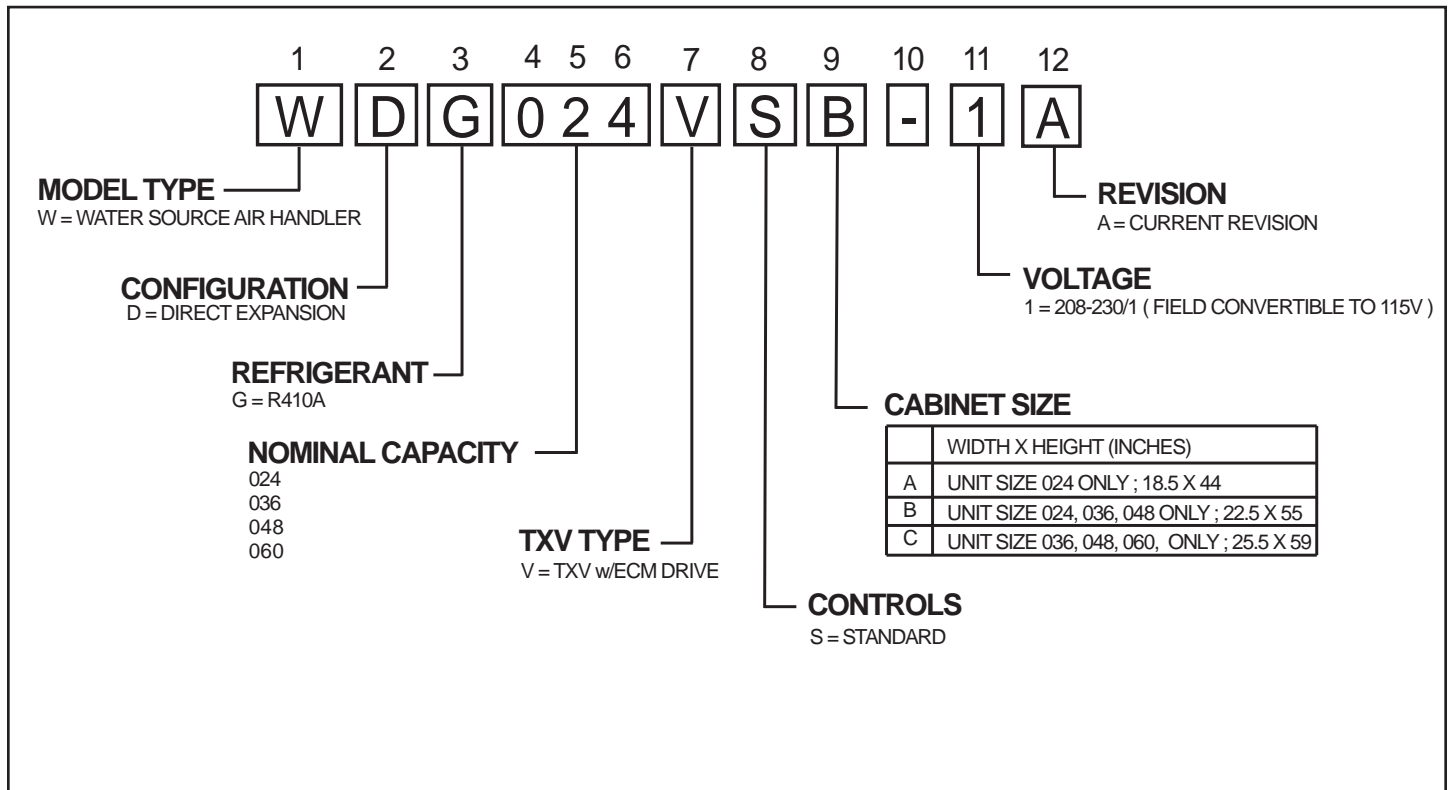 1 2 3 4 5 6 7 8 9 10 11 12
W D G 0 2 4 V S B - 1 A
MODEL TYPE
W = WATER SOURCE AIR HANDLER
REVISION
A = CURRENT REVISION
CONFIGURATION
D = DIRECT EXPANSION
VOLTAGE
1 = 208-230/1 ( FIELD CONVERTIBLE TO 115V )
REFRIGERANT
G = R410A
CABINET SIZE
WIDTH X HEIGHT (INCHES)
A UNIT SIZE 024 ONLY ; 18.5 X 44
B UNIT SIZE 024, 036, 048 ONLY ; 22.5 X 55
C UNIT SIZE 036, 048, 060, ONLY ; 25.5 X 59
NOMINAL CAPACITY
024
036
048
060
TXV TYPE
V = TXV w/ECM DRIVE
CONTROLS
S = STANDARD